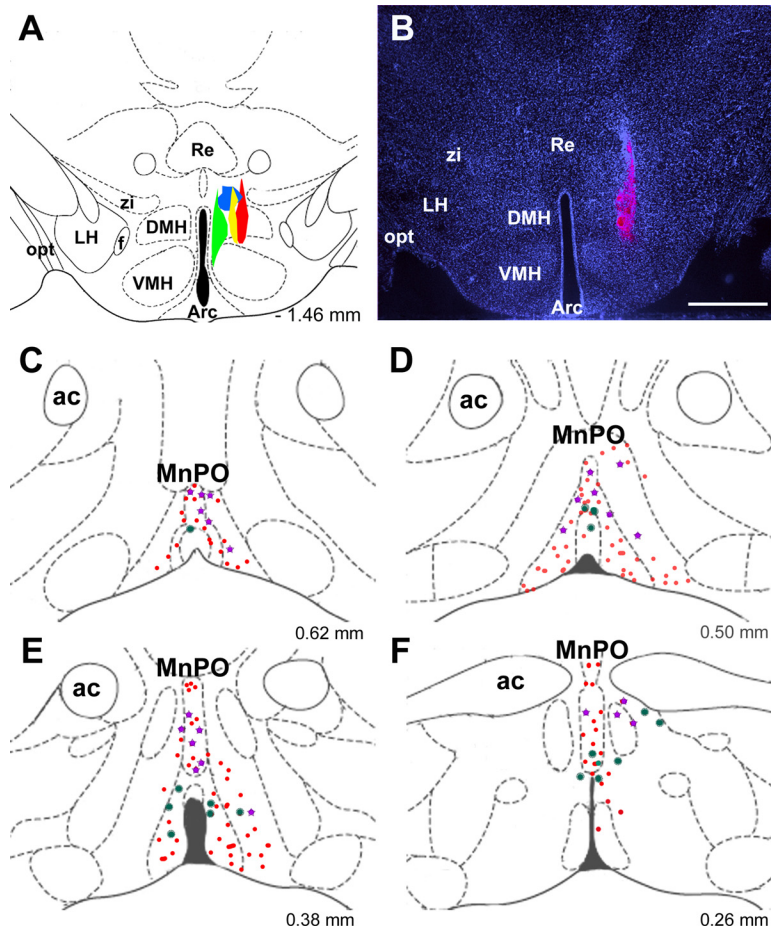 A
Re
zi
LH
f
DMH
opt
VMH
Arc
- 1.46 mm
B
Re
zi
LH
DMH
opt
VMH
Arc
C
ac
MnPO
0.62 mm
D
ac
MnPO
0.50 mm
E
MnPO
ac
0.38 mm
F
MnPO
ac
0.26 mm